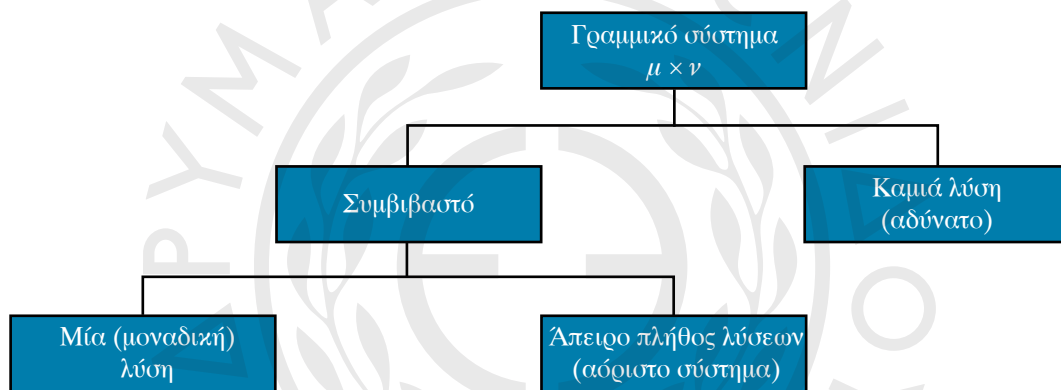 Γραμμικό σύστημα
μ × ν
Συμβιβαστό
Καμιά λύση
(αδύνατο)
Μία (μοναδική)
λύση
Άπειρο πλήθος λύσεων
(αόριστο σύστημα)